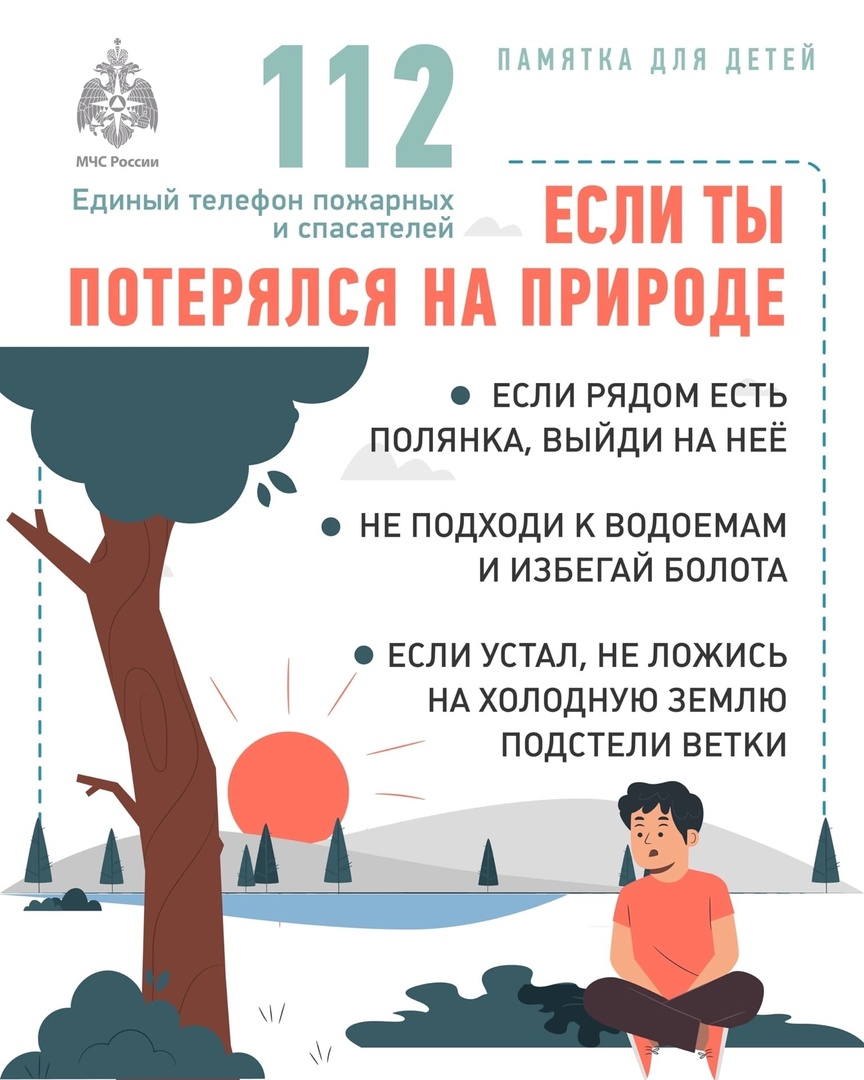 МЧС России
112
Единый телефон пожарных
и спасателей
ПАМЯТКА ДЛЯ ДЕТЕЙ
ЕСЛИ ТЫ
ПОТЕРЯЛСЯ НА ПРИРОДЕ
● ЕСЛИ РЯДОМ ЕСТЬ
ПОЛЯНКА, ВЫЙДИ НА НЕЁ
● НЕ ПОДХОДИ К ВОДОЕМАМ
И ИЗБЕГАЙ БОЛОТА
● ЕСЛИ УСТАЛ, НЕ ЛОЖИСЬ
НА ХОЛОДНУЮ ЗЕМЛЮ
ПОДСТЕЛИ ВЕТКИ